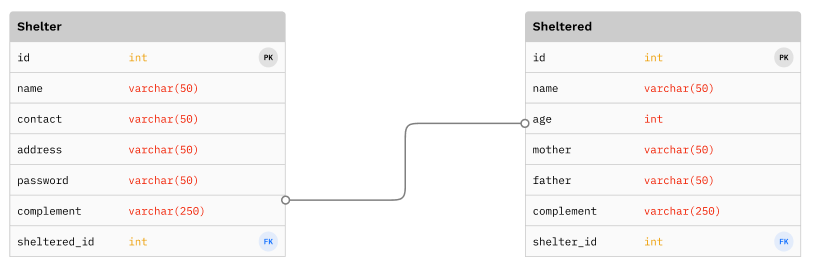 Shelter
id int PK
name varchar(50)
contact varchar(50)
address varchar(50)
password varchar(50)
complement varchar(250)
sheltered_id int FK
Sheltered
id int PK
name varchar(50)
age int
mother varchar(50)
father varchar(50)
complement varchar(250)
shelter_id int FK